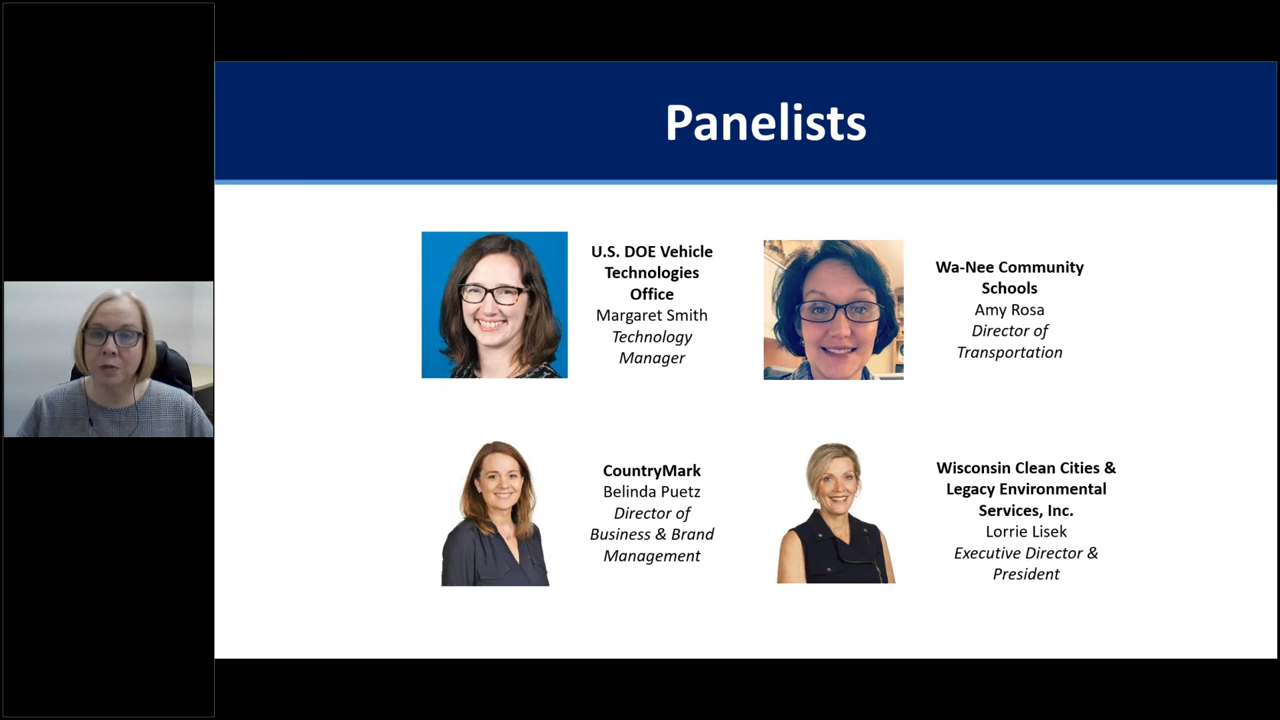 Panelists
U.S. DOE Vehicle
Technologies
Office
Margaret Smith
Technology
Manager
Wa-Nee Community
Schools
Amy Rosa
Director of
Transportation
CountryMark
Belinda Puetz
Director of
Business & Brand
Management
Wisconsin Clean Cities &
Legacy Environmental
Services, Inc.
Lorrie Lisek
Executive Director &
President